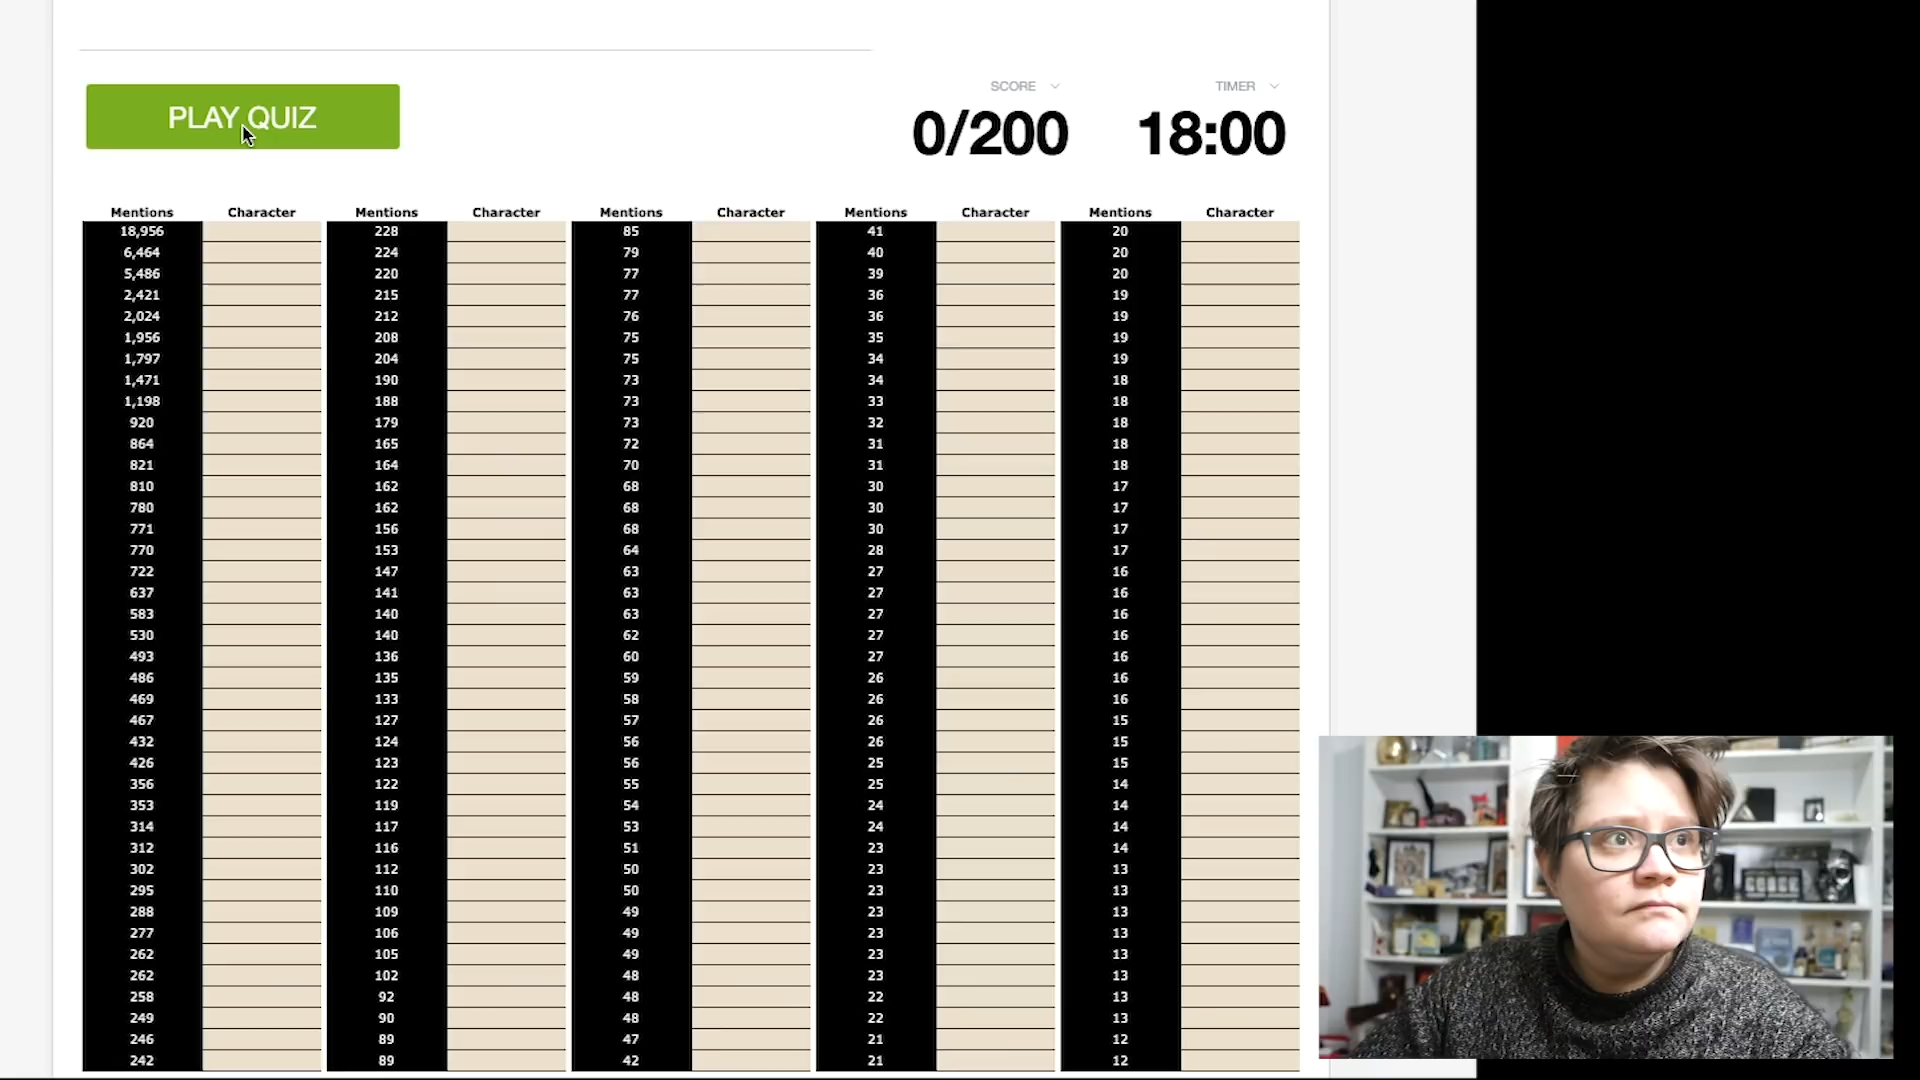 SCORE TIMER
PLAY QUIZ 0/200 18:00
Mentions Character Mentions Character Mentions Character Mentions Character Mentions Character
18,956 228 85 41 20
6,464 224 79 40 20
5,486 220 77 39 20
2,421 215 77 36 19
2,024 212 76 36 19
1,956 208 75 35 19
1,797 204 75 34 19
1,471 190 73 34 18
1,198 188 73 33 18
920 179 73 32 18
864 165 72 31 18
821 164 70 31 18
810 162 68 30 17
780 162 68 30 17
771 156 68 30 17
770 153 64 28 17
722 147 63 27 16
637 141 63 27 16
583 140 63 27 16
530 140 62 27 16
493 136 60 27 16
486 135 59 26 16
469 133 58 26 16
467 127 57 26 15
432 124 56 26 15
426 123 56 25 15
356 122 55 25 14
353 119 54 24 14
314 117 53 24 14
312 116 51 23 14
302 112 50 23 13
295 110 50 23 13
288 109 49 23 13
277 106 49 23 13
262 105 49 23 13
262 102 48 23 13
258 92 48 22 13
249 90 48 22 13
246 89 47 21 12
242 89 42 21 12